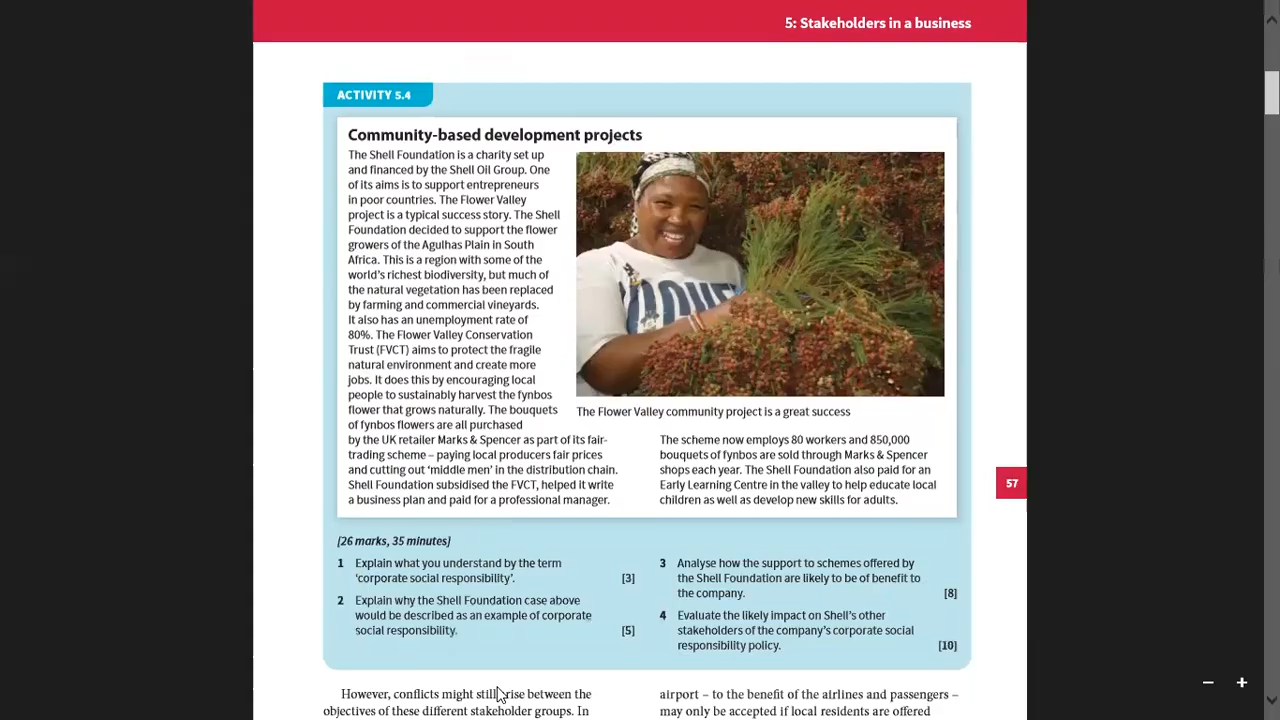 5: Stakeholders in a business
ACTIVITY 5.4
Community-based development projects
The Shell Foundation is a charity set up
and financed by the Shell Oil Group. One
of its aims is to support entrepreneurs
in poor countries. The Flower Valley
project is a typical success story. The Shell
Foundation decided to support the flower
growers of the Agulhas Plain in South
Africa. This is a region with some of the
world's richest biodiversity, but much of
the natural vegetation has been replaced
by farming and commercial vineyards.
It also has an unemployment rate of
80%. The Flower Valley Conservation
Trust (FVCT) aims to protect the fragile
natural environment and create more
jobs. It does this by encouraging local
people to sustainably harvest the fynbos
flower that grows naturally. The bouquets
of fynbos flowers are all purchased
by the UK retailer Marks & Spencer as part of its fair-
trading scheme – paying local producers fair prices
and cutting out 'middle men' in the distribution chain.
Shell Foundation subsidised the FVCT, helped it write
a business plan and paid for a professional manager.
The Flower Valley community project is a great success
The scheme now employs 80 workers and 850,000
bouquets of fynbos are sold through Marks & Spencer
shops each year. The Shell Foundation also paid for an
Early Learning Centre in the valley to help educate local
children as well as develop new skills for adults.
57
[26 marks, 35 minutes]
1 Explain what you understand by the term
'corporate social responsibility'. [3]
2 Explain why the Shell Foundation case above
would be described as an example of corporate
social responsibility. [5]
3 Analyse how the support to schemes offered by
the Shell Foundation are likely to be of benefit to
the company. [8]
4 Evaluate the likely impact on Shell's other
stakeholders of the company's corporate social
responsibility policy. [10]
However, conflicts might still rise between the
objectives of these different stakeholder groups. In
airport – to the benefit of the airlines and passengers –
may only be accepted if local residents are offered